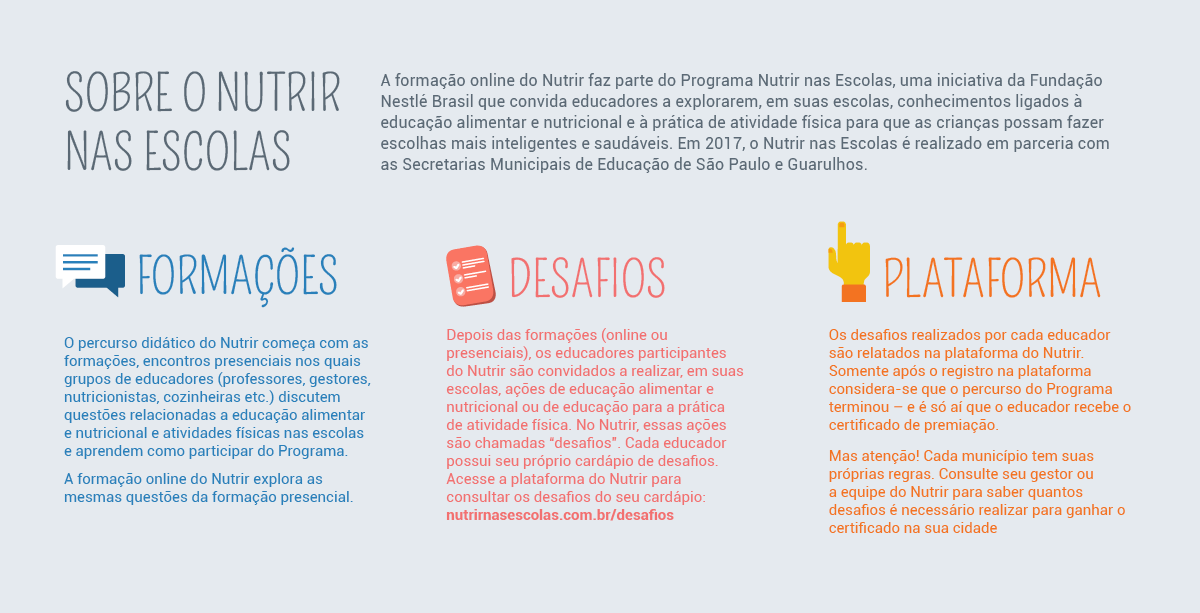 SOBRE O NUTRIR
NAS ESCOLAS
A formação online do Nutrir faz parte do Programa Nutrir nas Escolas, uma iniciativa da Fundação
Nestlé Brasil que convida educadores a explorarem, em suas escolas, conhecimentos ligados à
educação alimentar e nutricional e à prática de atividade física para que as crianças possam fazer
escolhas mais inteligentes e saudáveis. Em 2017, o Nutrir nas Escolas é realizado em parceria com
as Secretarias Municipais de Educação de São Paulo e Guarulhos.
FORMAÇÕES
O percurso didático do Nutrir começa com as
formações, encontros presenciais nos quais
grupos de educadores (professores, gestores,
nutricionistas, cozinheiras etc.) discutem
questões relacionadas a educação alimentar
e nutricional e atividades físicas nas escolas
e aprendem como participar do Programa.
A formação online do Nutrir explora as
mesmas questões da formação presencial.
DESAFIOS
Depois das formações (online ou
presenciais), os educadores participantes
do Nutrir são convidados a realizar, em suas
escolas, ações de educação alimentar e
nutricional ou de educação para a prática
de atividade física. No Nutrir, essas ações
são chamadas “desafios”. Cada educador
possui seu próprio cardápio de desafios.
Acesse a plataforma do Nutrir para
consultar os desafios do seu cardápio:
nutrirnasescolas.com.br/desafios
PLATAFORMA
Os desafios realizados por cada educador
são relatados na plataforma do Nutrir.
Somente após o registro na plataforma
considera-se que o percurso do Programa
terminou – e é só aí que o educador recebe o
certificado de premiação.
Mas atenção! Cada município tem suas
próprias regras. Consulte seu gestor ou
a equipe do Nutrir para saber quantos
desafios é necessário realizar para ganhar o
certificado na sua cidade